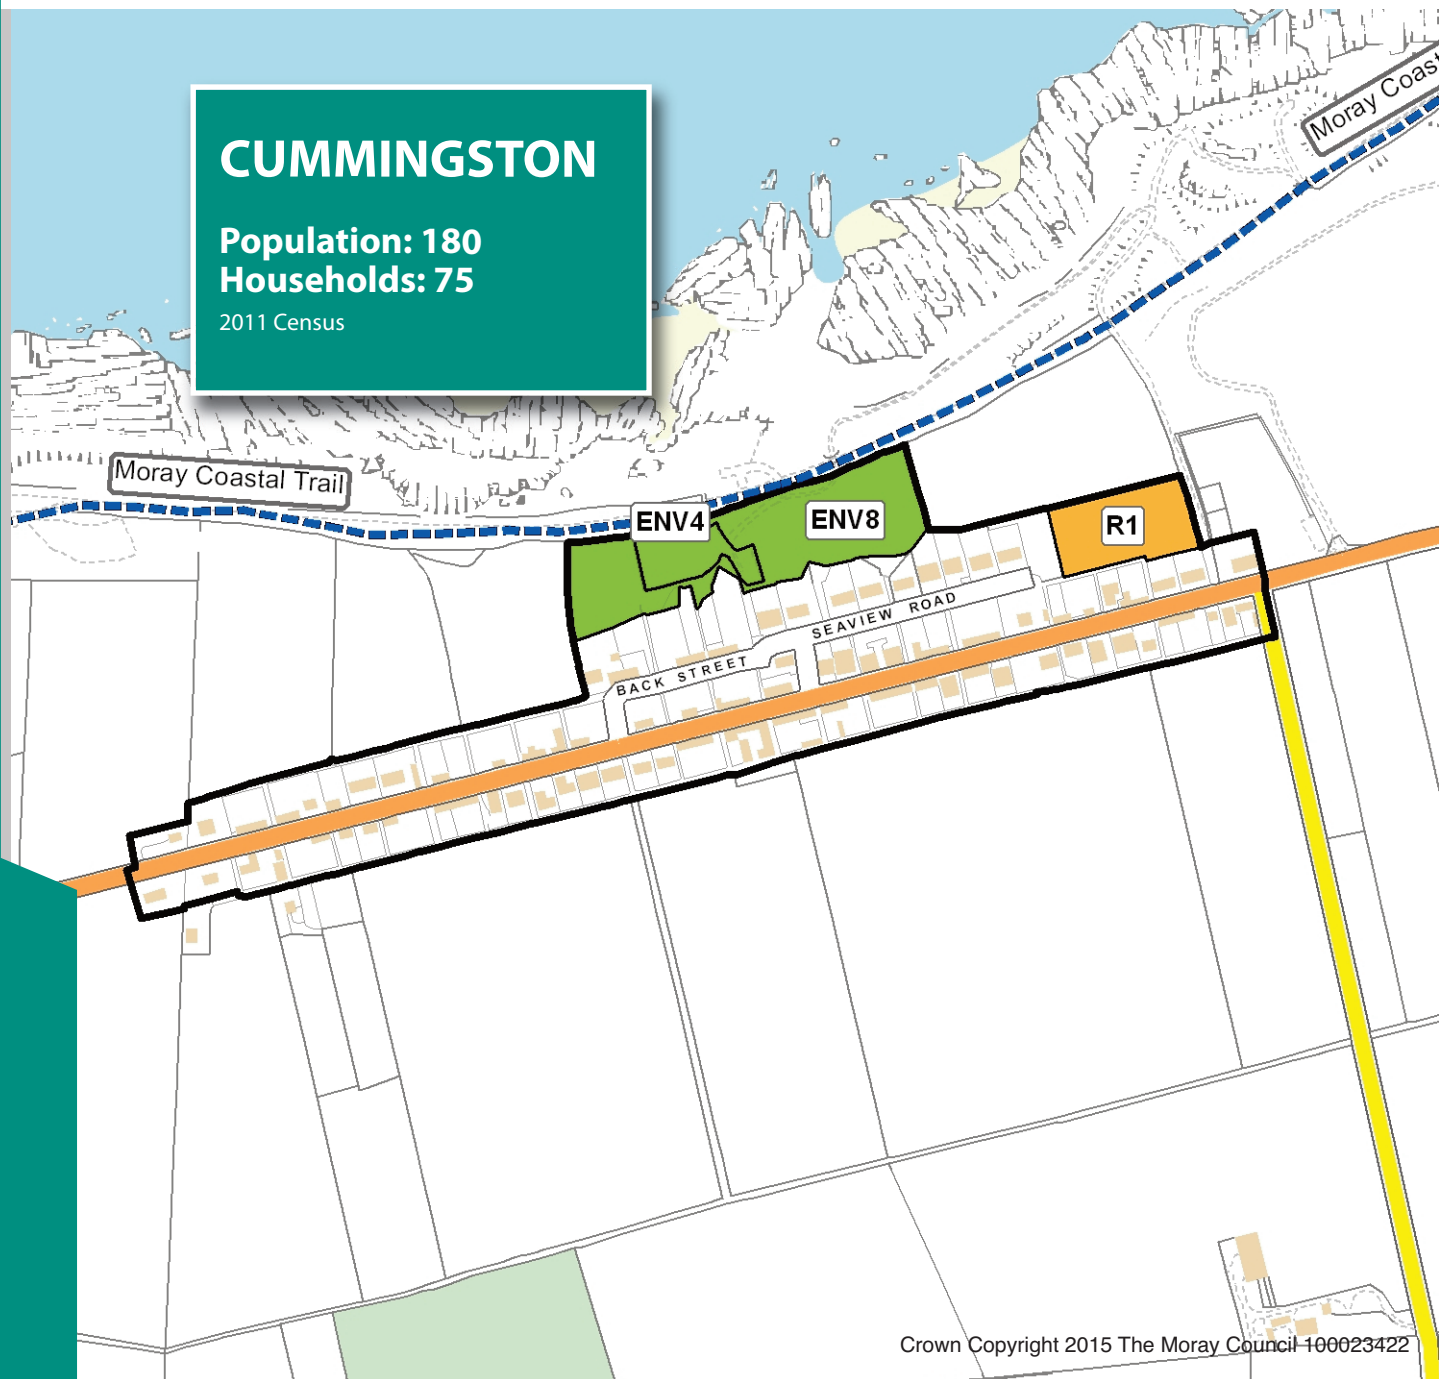 CUMMINGSTON
Population: 180
Households: 75
2011 Census
Moray Coast
Moray Coastal Trail
ENV4
ENV8
R1
SEAVIEW ROAD
BACK STREET
Crown Copyright 2015 The Moray Council 100023422